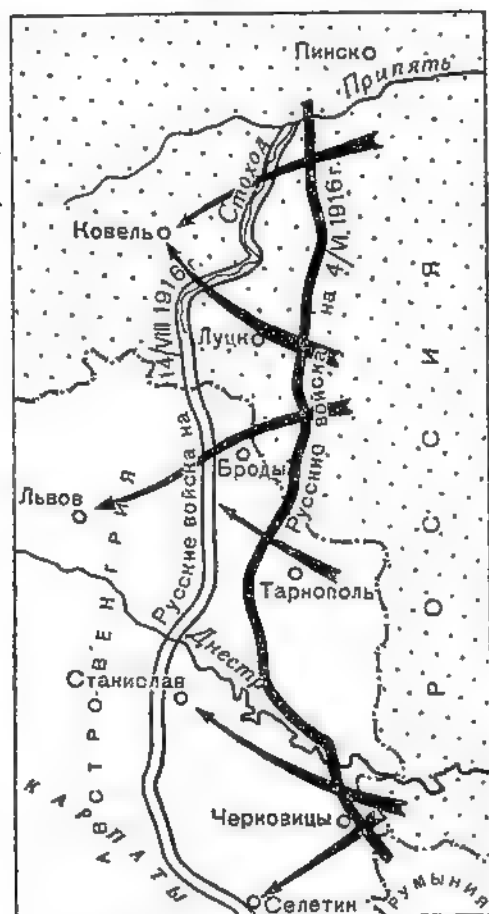 Пинск
Припять
Стоход
Ковель
на 4/VI. 1916 г.
14/VIII 1916 г.
Луцк
Русские войска
РОССИЯ
Русские войска на
Броды
Львов
Тарнополь
Днестр
Станислав
АВСТРО-ВЕНГРИЯ
КАРПАТЫ
Черновицы
Селетин
РУМЫНИЯ